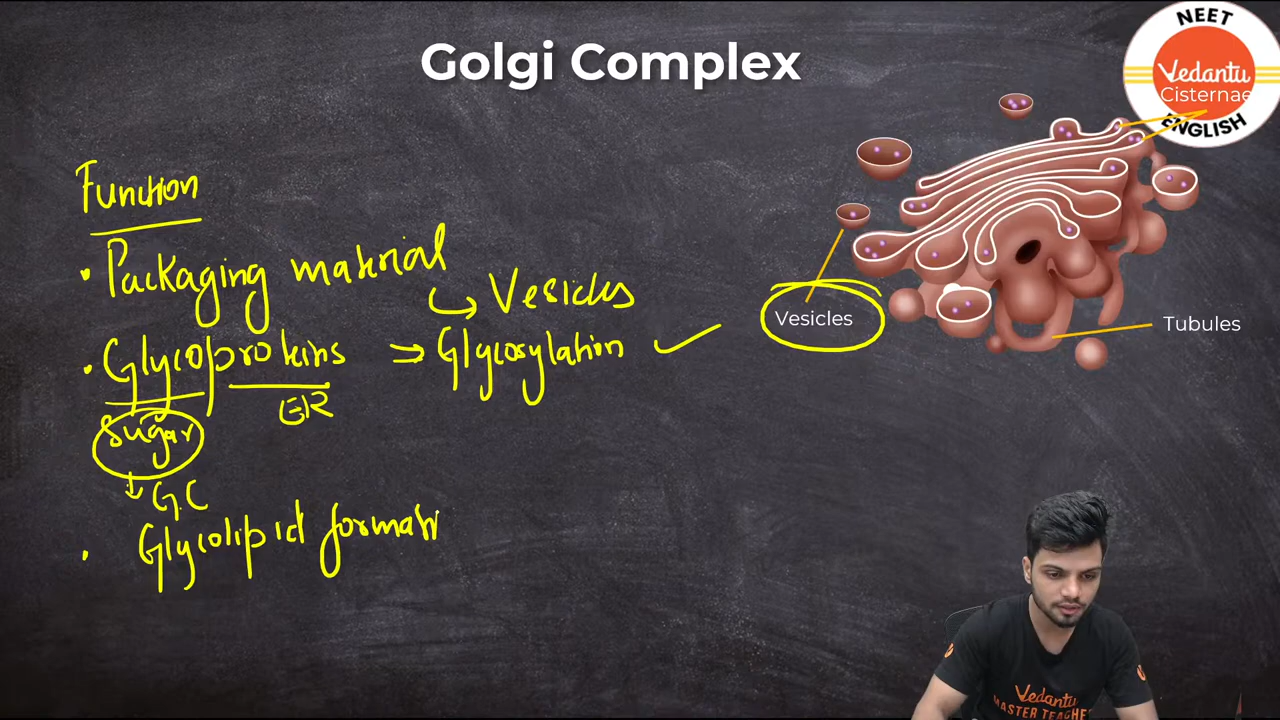 Golgi Complex
NEET
Vedantu
Cisternae
ENGLISH
Function
• Packaging material
↳ Vesicles
Vesicles
Tubules
• Glycoproteins ⇒ Glycosylation ✓
Sugar
ER
↓ G.C
• Glycolipid format
Vedantu
MASTER TEACHER